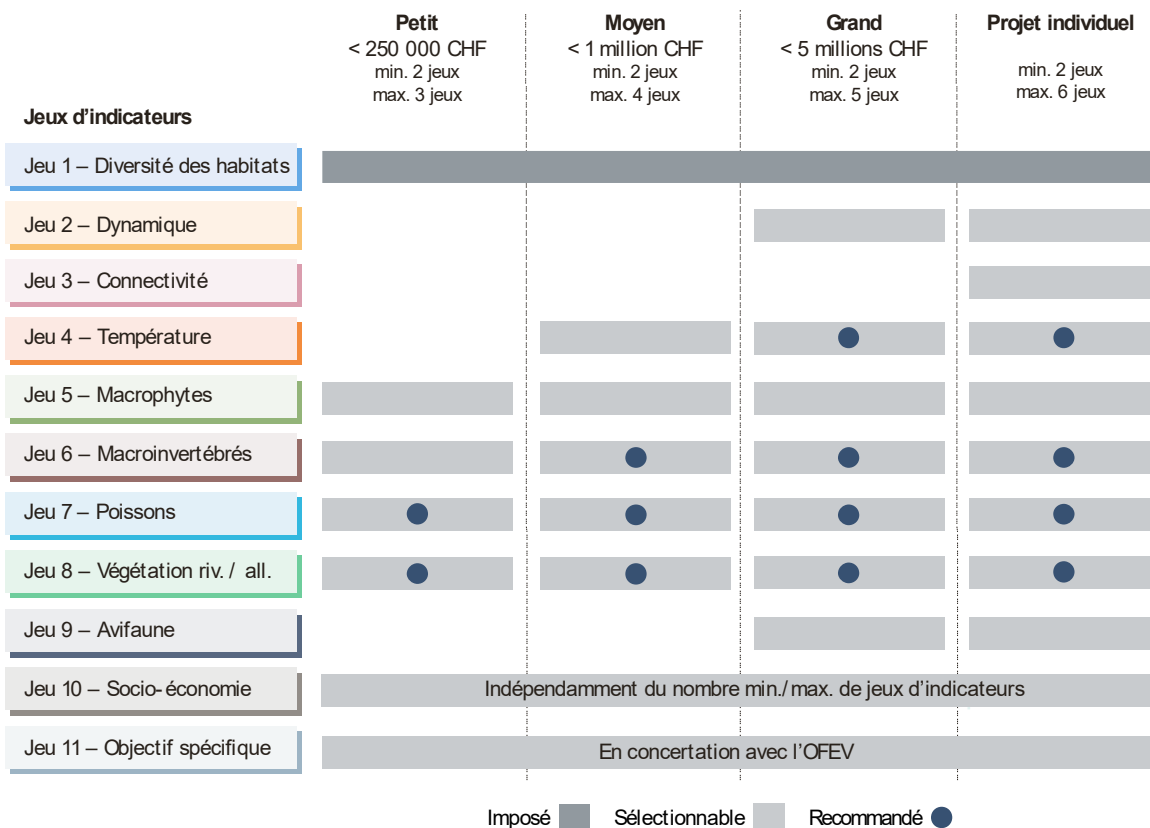 Petit
< 250 000 CHF
min. 2 jeux
max. 3 jeux
Moyen
< 1 million CHF
min. 2 jeux
max. 4 jeux
Grand
< 5 millions CHF
min. 2 jeux
max. 5 jeux
Projet individuel
min. 2 jeux
max. 6 jeux
Jeux d'indicateurs
Jeu 1 – Diversité des habitats
Jeu 2 – Dynamique
Jeu 3 – Connectivité
Jeu 4 – Température
Jeu 5 – Macrophytes
Jeu 6 – Macroinvertébrés
Jeu 7 – Poissons
Jeu 8 – Végétation riv. / all.
Jeu 9 – Avifaune
Jeu 10 – Socio-économie
Indépendamment du nombre min./max. de jeux d'indicateurs
Jeu 11 – Objectif spécifique
En concertation avec l'OFEV
Imposé
Sélectionnable
Recommandé